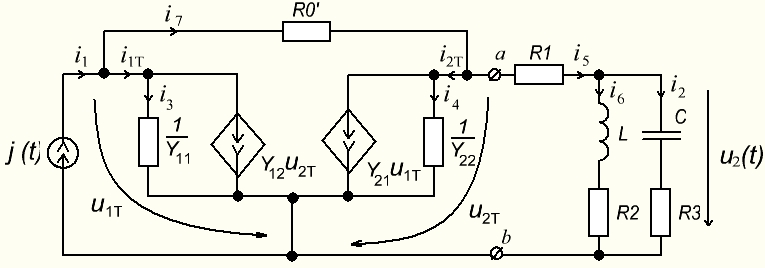 i7 R0'
i1 i1T i2T a R1 i5
i3 i4 i6 i2
j (t) 1/Y11 Y12u2T Y21u1T 1/Y22 L C u2(t)
u1T u2T R2 R3
b